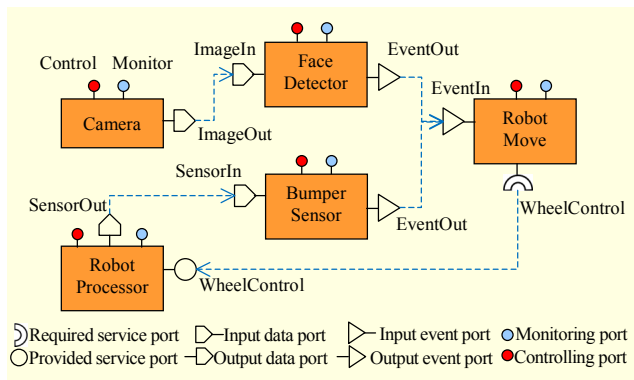 Control
Monitor
ImageIn
EventOut
Face
Detector
EventIn
Camera
ImageOut
Robot
Move
SensorIn
Bumper
Sensor
SensorOut
EventOut
WheelControl
Robot
Processor
WheelControl
Required service port
Input data port
Input event port
Monitoring port
Provided service port
Output data port
Output event port
Controlling port